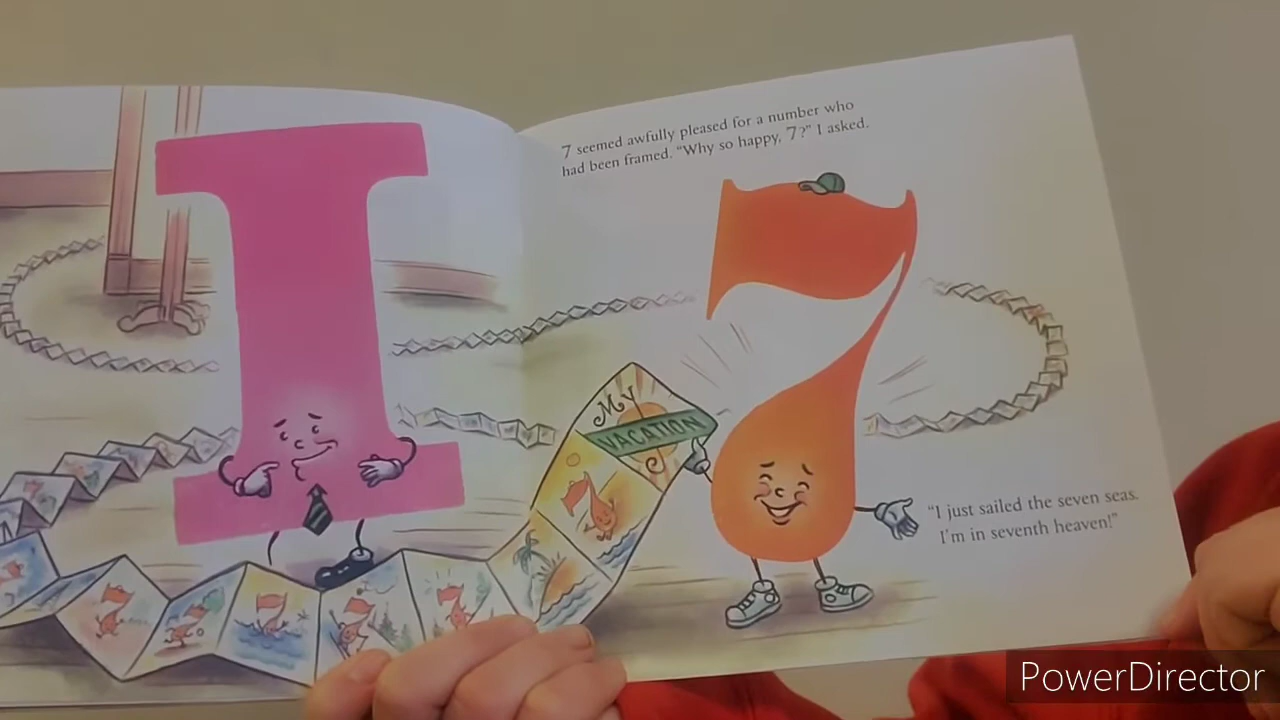 7 seemed awfully pleased for a number who
had been framed. "Why so happy, 7?" I asked.
My
VACATION
"I just sailed the seven seas.
I'm in seventh heaven!"
PowerDirector